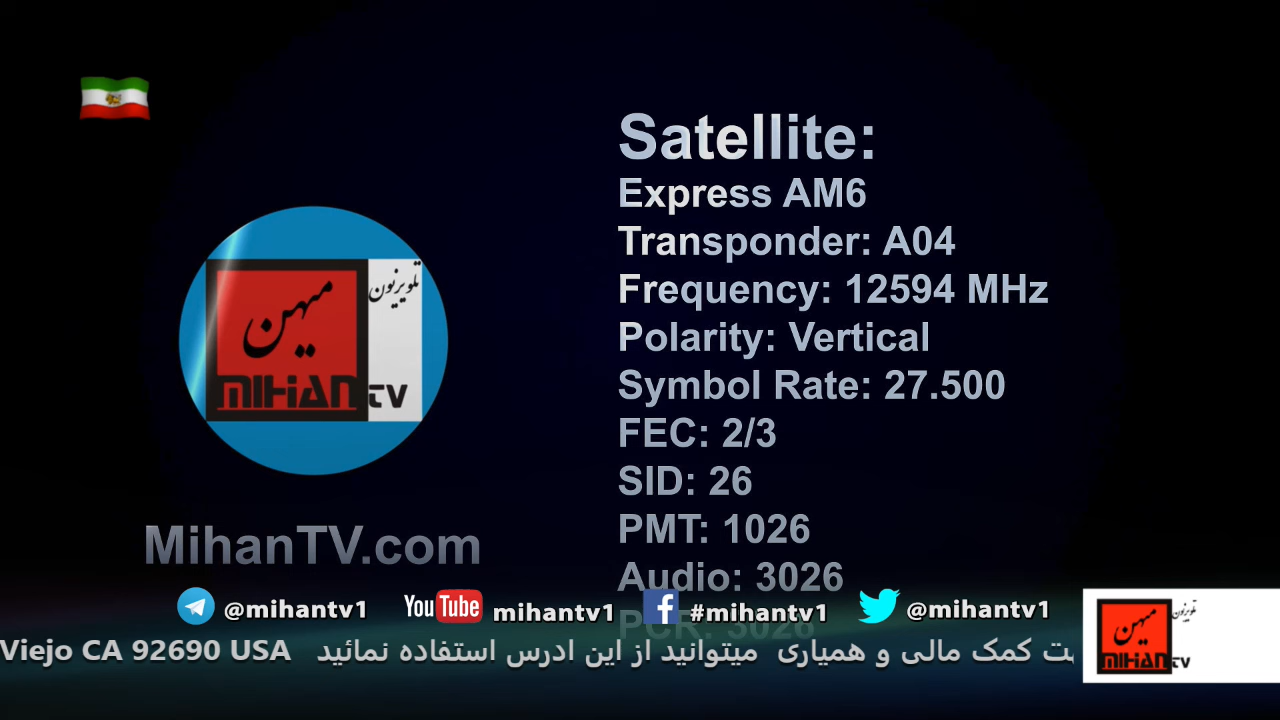 Satellite:
Express AM6
Transponder: A04
Frequency: 12594 MHz
Polarity: Vertical
Symbol Rate: 27.500
FEC: 2/3
SID: 26
PMT: 1026
Audio: 3026
PCR: 3026
میهن
تلویزیون
MIHAN TV
MihanTV.com
@mihantv1 YouTube mihantv1 #mihantv1 @mihantv1
Viejo CA 92690 USA ت کمک مالی و همیاری میتوانید از این ادرس استفاده نمائید
میهن
تلویزیون
MIHAN TV